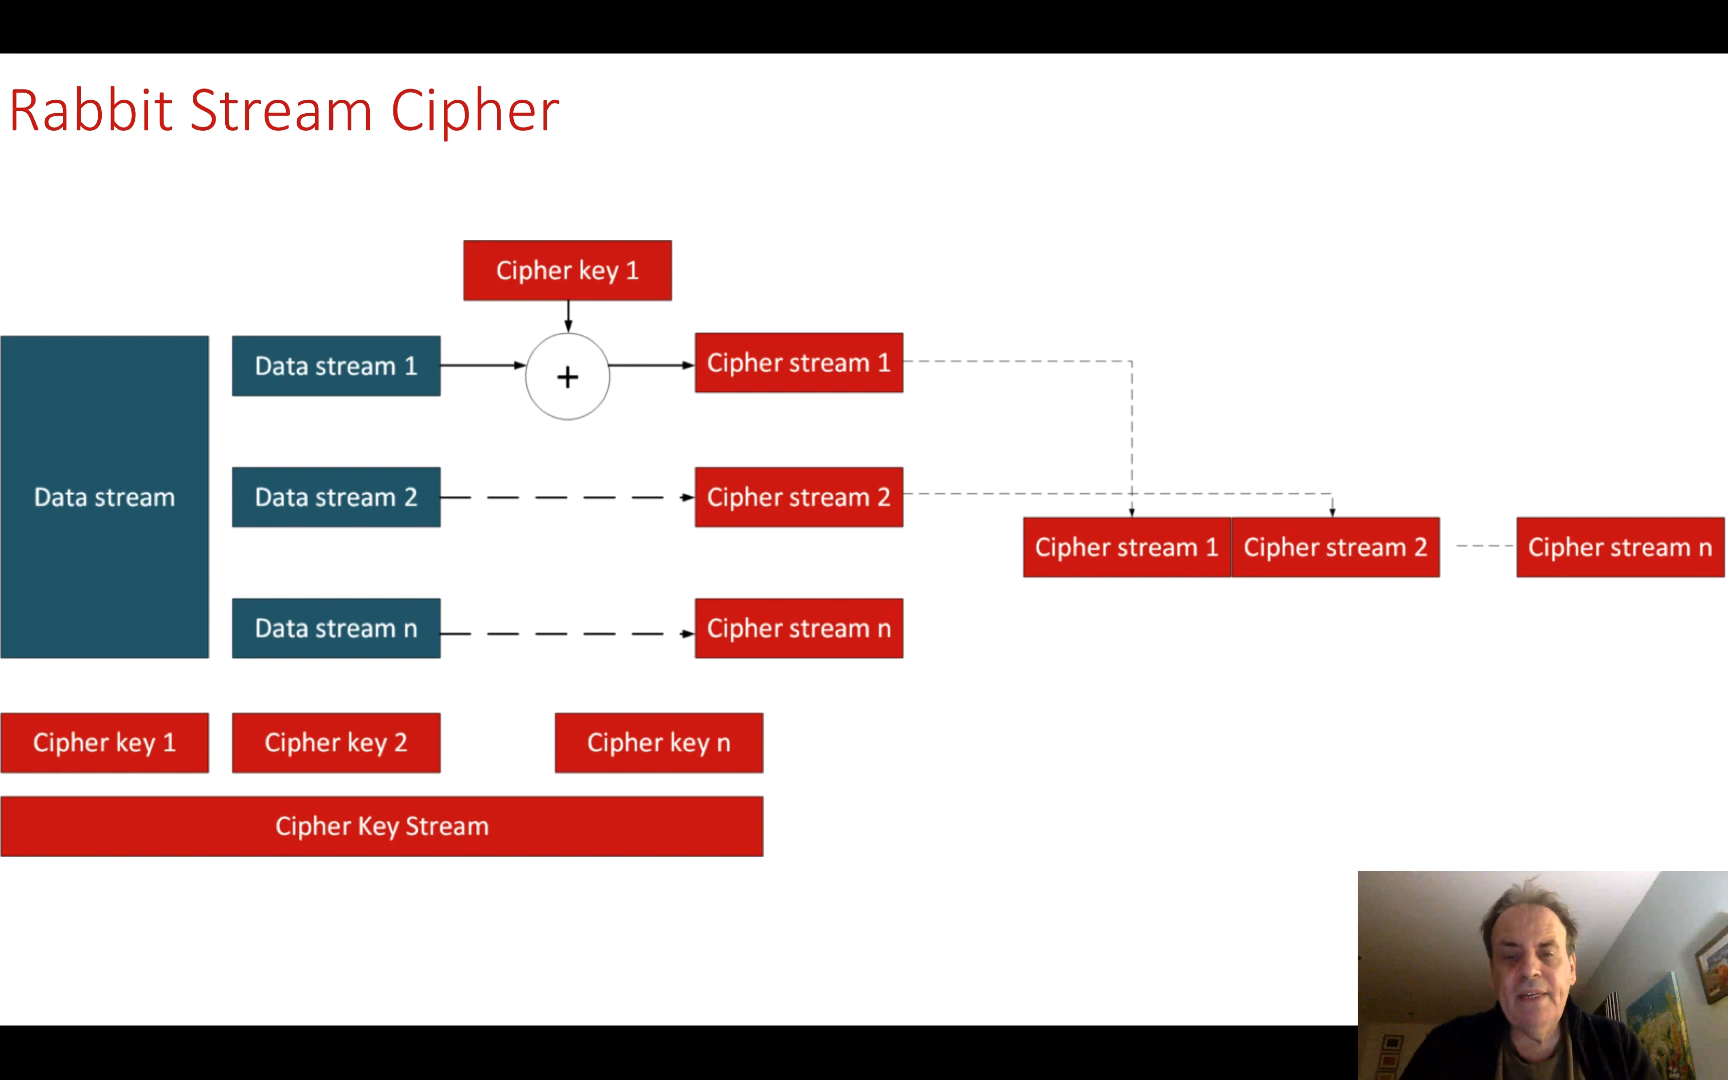 Rabbit Stream Cipher
Cipher key 1
Data stream
Data stream 1
+
Cipher stream 1
Data stream 2
Cipher stream 2
Data stream n
Cipher stream n
Cipher stream 1
Cipher stream 2
Cipher stream n
Cipher key 1
Cipher key 2
Cipher key n
Cipher Key Stream